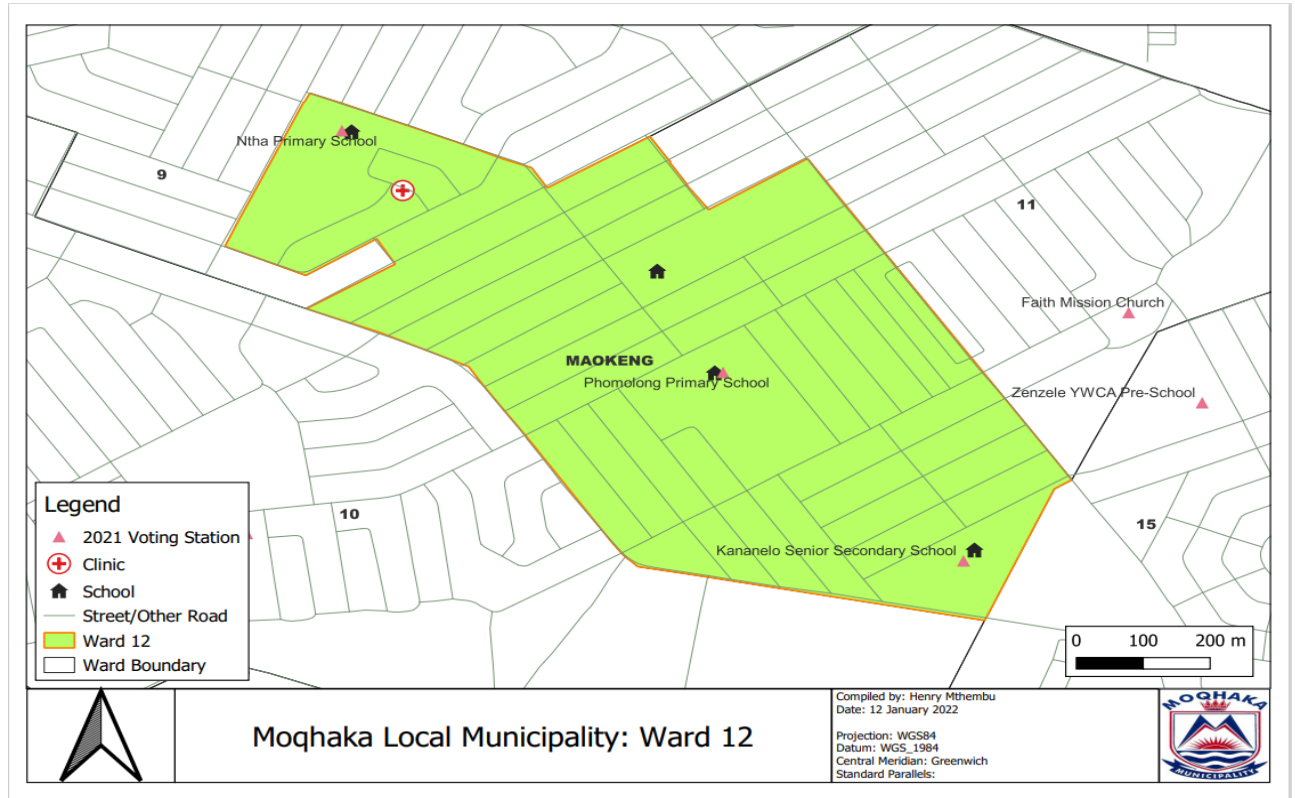 Ntha Primary School
9
11
Faith Mission Church
MAOKENG
Phomolong Primary School
Zenzele YWCA Pre-School
10
15
Kananelo Senior Secondary School
Legend
2021 Voting Station
Clinic
School
Street/Other Road
Ward 12
Ward Boundary
0 100 200 m
Moqhaka Local Municipality: Ward 12
Compiled by: Henry Mthembu
Date: 12 January 2022
Projection: WGS84
Datum: WGS_1984
Central Meridian: Greenwich
Standard Parallels:
MOQHAKA
MUNICIPALITY